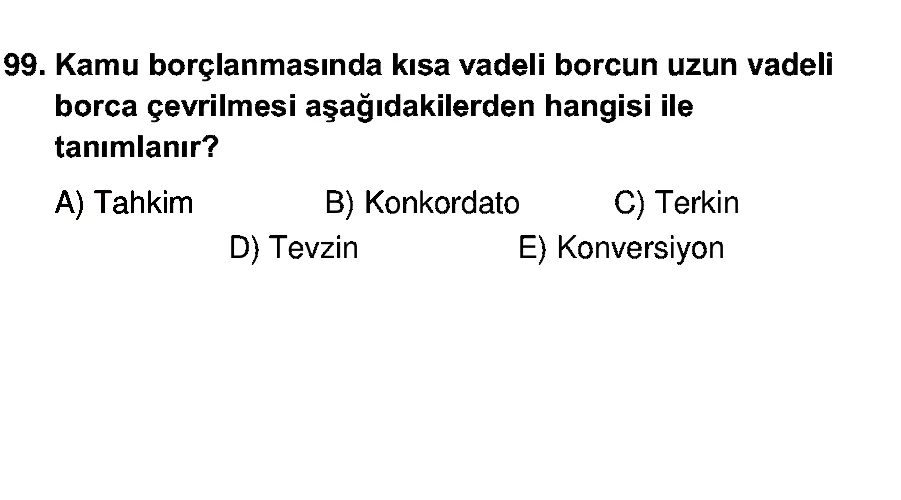 99. Kamu borçlanmasında kısa vadeli borcun uzun vadeli
borca çevrilmesi aşağıdakilerden hangisi ile
tanımlanır?
A) Tahkim B) Konkordato C) Terkin
D) Tevzin E) Konversiyon